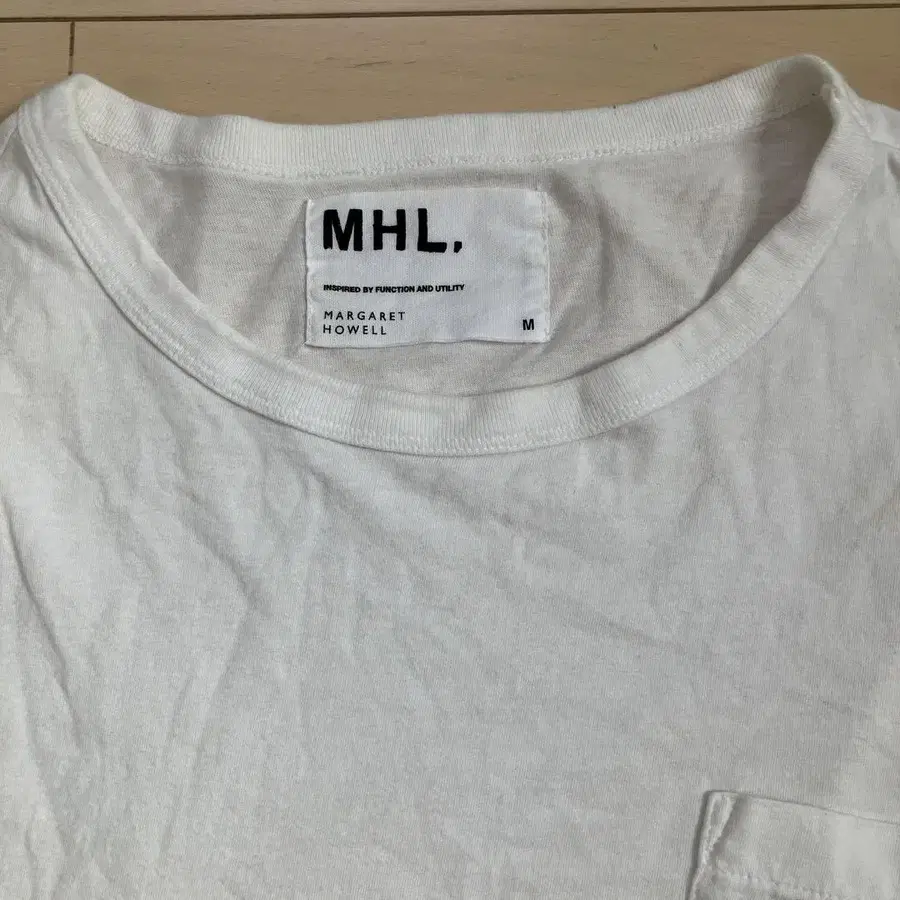 MHL.
INSPIRED BY FUNCTION AND UTILITY
MARGARET
HOWELL
M